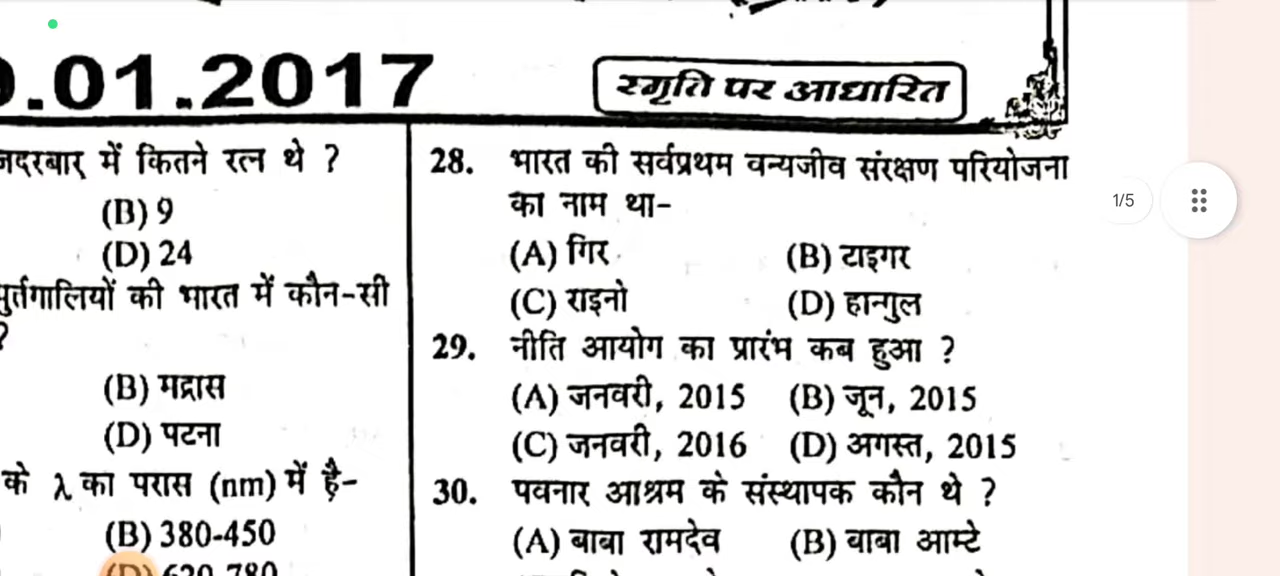 .01.2017
स्मृति पर आधारित
में कितने रत्न थे ?
(B) 9
(D) 24
की भारत में कौन-सी
?
(B) मद्रास
(D) पटना
के λ का परास (nm) में है-
(B) 380-450
28. भारत की सर्वप्रथम वन्यजीव संरक्षण परियोजना
का नाम था-
(A) गिर (B) टाइगर
(C) राइनो (D) हान्गुल
29. नीति आयोग का प्रारंभ कब हुआ ?
(A) जनवरी, 2015 (B) जून, 2015
(C) जनवरी, 2016 (D) अगस्त, 2015
30. पवनार आश्रम के संस्थापक कौन थे ?
(A) बाबा रामदेव (B) बाबा आम्टे
1/5